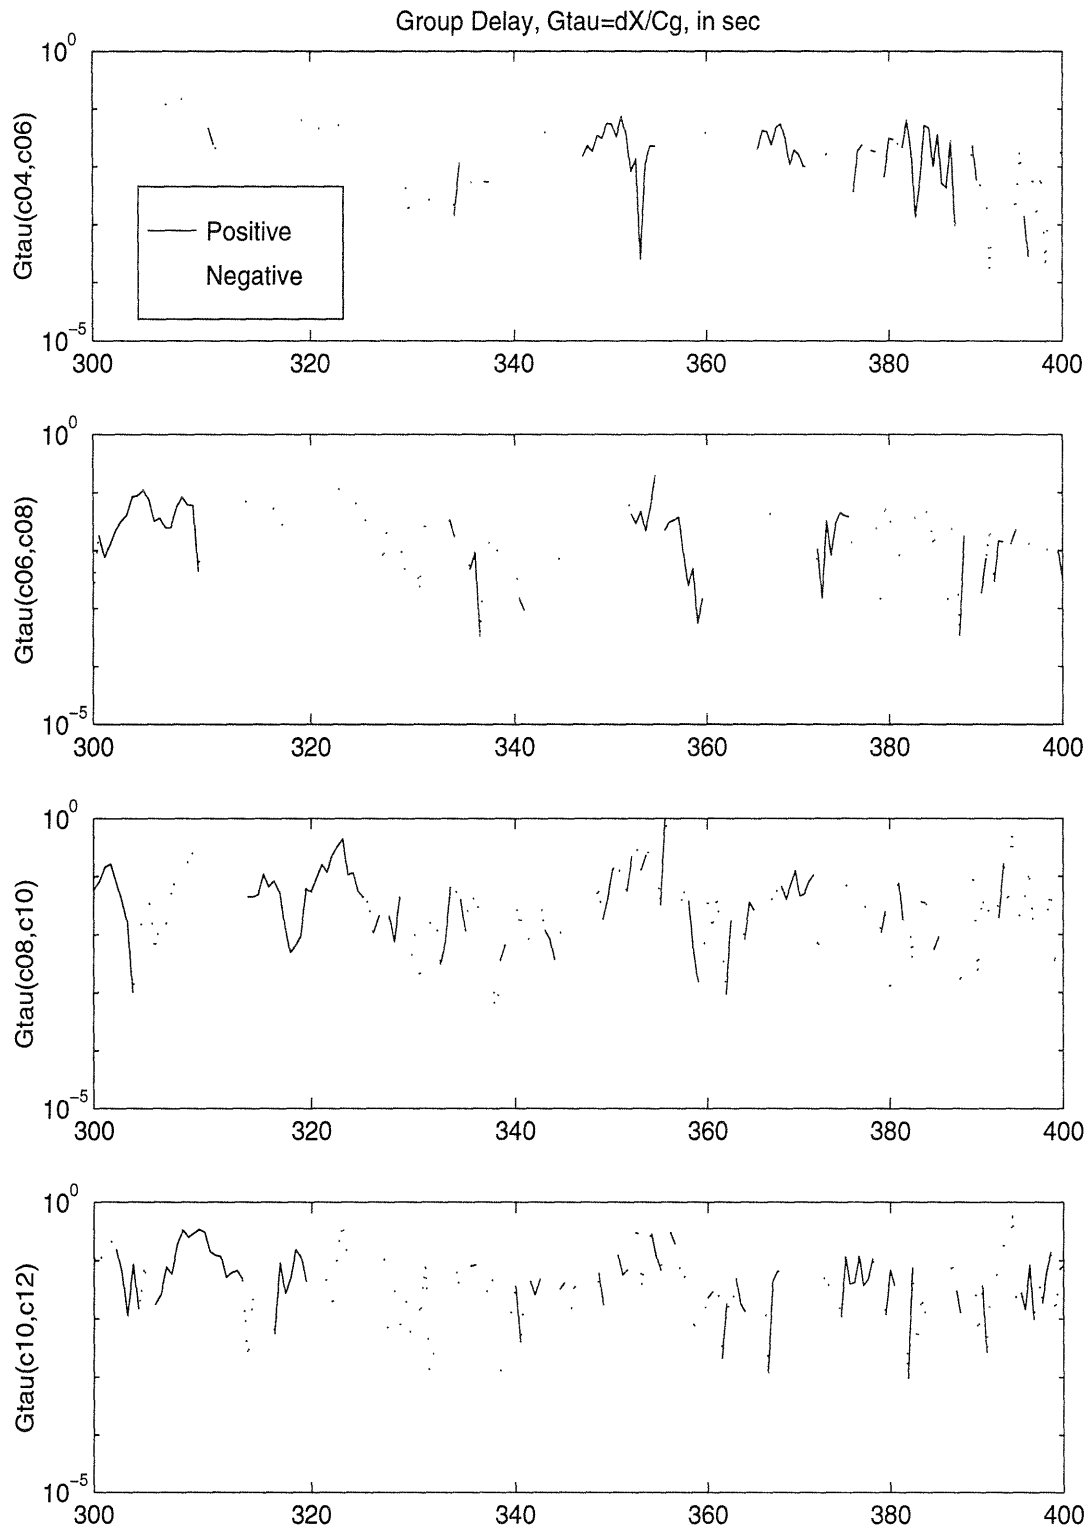 Group Delay, Gtau=dX/Cg, in sec
10^0
Gtau(c04,c06)
Positive
Negative
10^-5
300 320 340 360 380 400
10^0
Gtau(c06,c08)
10^-5
300 320 340 360 380 400
10^0
Gtau(c08,c10)
10^-5
300 320 340 360 380 400
10^0
Gtau(c10,c12)
10^-5
300 320 340 360 380 400